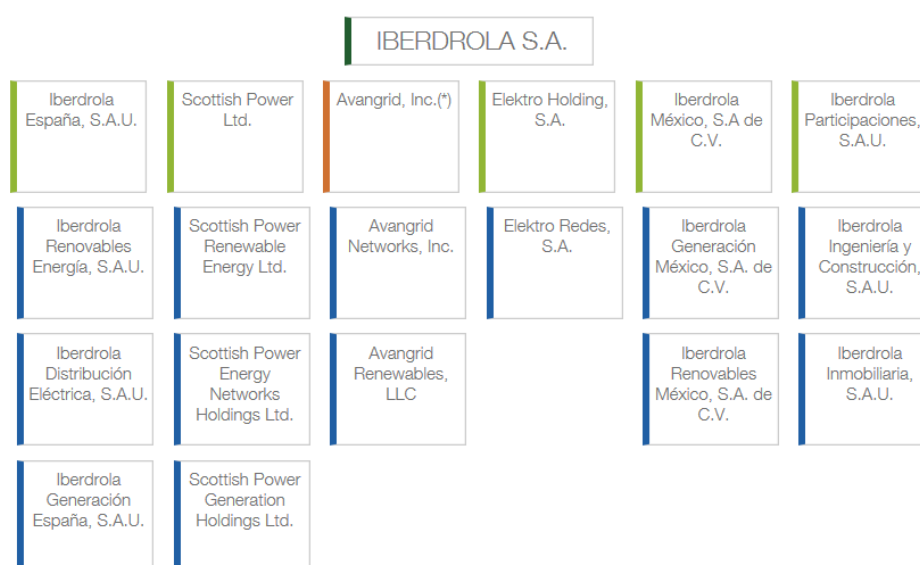 IBERDROLA S.A.
Iberdrola
España, S.A.U.
Scottish Power
Ltd.
Avangrid, Inc.(*)
Elektro Holding,
S.A.
Iberdrola
México, S.A de
C.V.
Iberdrola
Participaciones,
S.A.U.
Iberdrola
Renovables
Energía, S.A.U.
Scottish Power
Renewable
Energy Ltd.
Avangrid
Networks, Inc.
Elektro Redes,
S.A.
Iberdrola
Generación
México, S.A. de
C.V.
Iberdrola
Ingeniería y
Construcción,
S.A.U.
Iberdrola
Distribución
Eléctrica, S.A.U.
Scottish Power
Energy
Networks
Holdings Ltd.
Avangrid
Renewables,
LLC
Iberdrola
Renovables
México, S.A. de
C.V.
Iberdrola
Inmobiliaria,
S.A.U.
Iberdrola
Generación
España, S.A.U.
Scottish Power
Generation
Holdings Ltd.